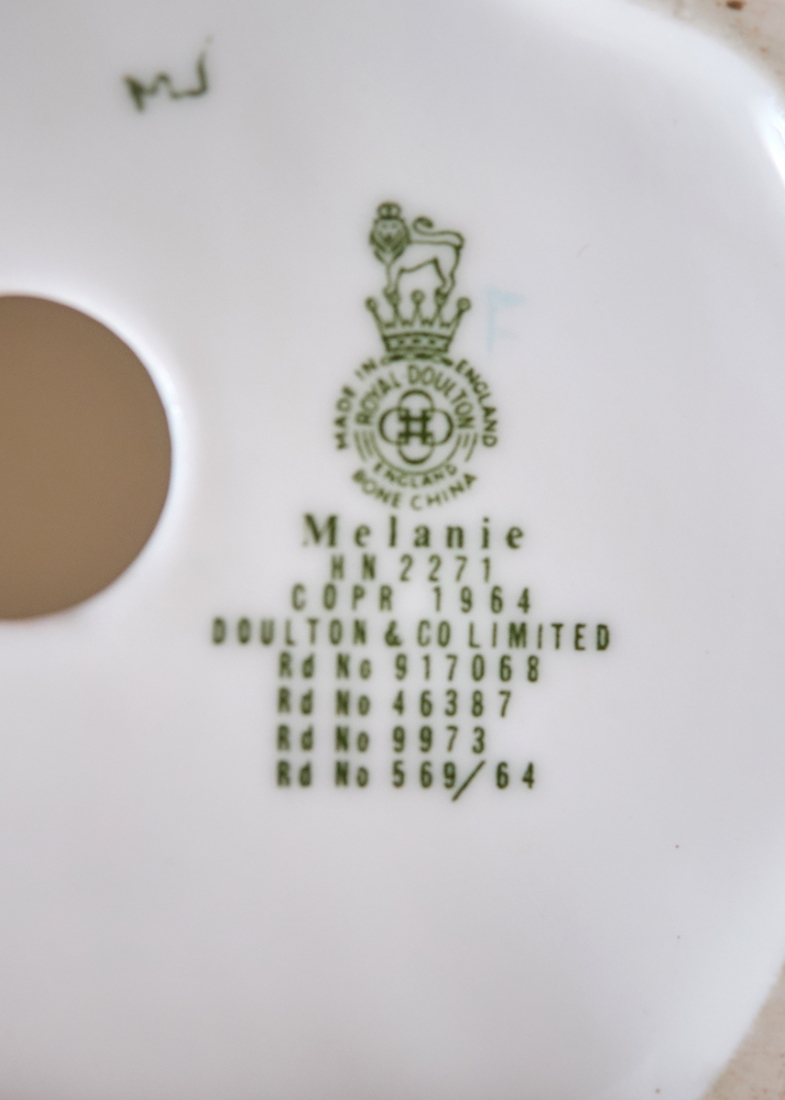 MADE IN ENGLAND
ROYAL DOULTON
ENGLAND
BONE CHINA
Melanie
HN 2271
COPR 1964
DOULTON & CO LIMITED
Rd No 917068
Rd No 46387
Rd No 9973
Rd No 569/64